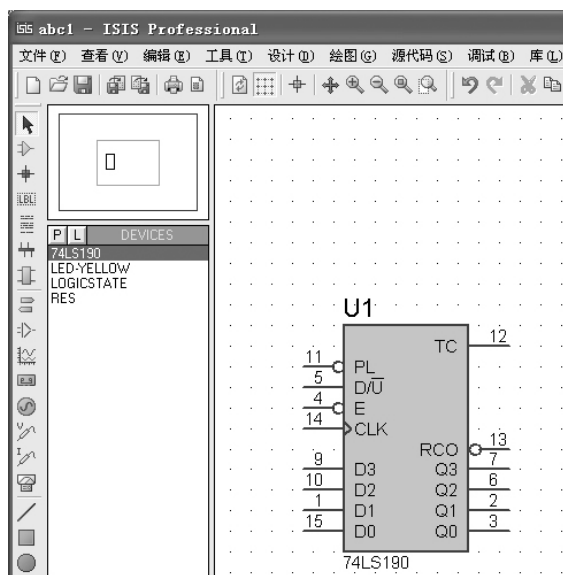 ISIS abc1 - ISIS Professional
文件(F) 查看(V) 编辑(E) 工具(T) 设计(D) 绘图(G) 源代码(S) 调试(B) 库(L)
LBL
P L DEVICES
74LS190
LED-YELLOW
LOGICSTATE
RES
U1
TC 12
11 PL
5 D/U̅
4 E
14 CLK
RCO 13
9 D3 Q3 7
10 D2 Q2 6
1 D1 Q1 2
15 D0 Q0 3
74LS190